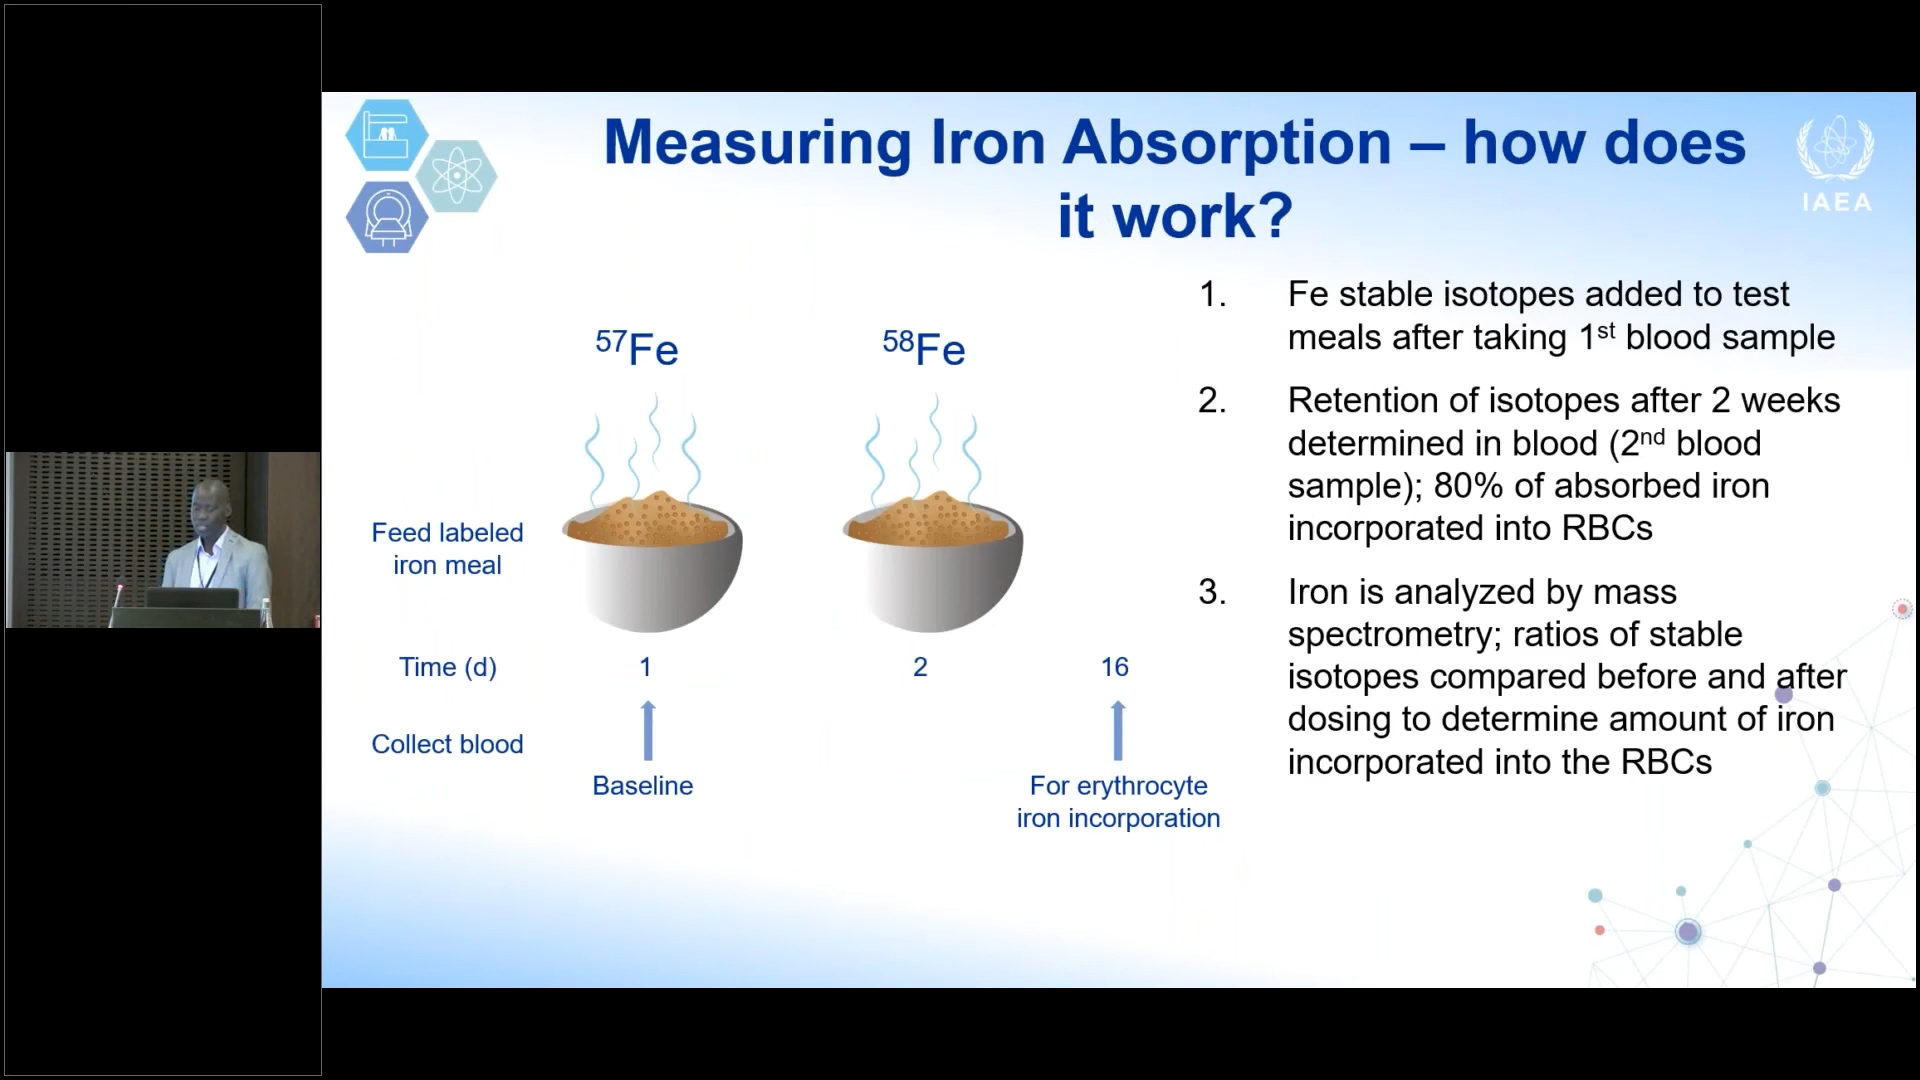 Measuring Iron Absorption – how does
it work?
IAEA
⁵⁷Fe
⁵⁸Fe
Feed labeled
iron meal
Time (d)
1
2
16
Collect blood
Baseline
For erythrocyte
iron incorporation
1. Fe stable isotopes added to test
meals after taking 1st blood sample
2. Retention of isotopes after 2 weeks
determined in blood (2nd blood
sample); 80% of absorbed iron
incorporated into RBCs
3. Iron is analyzed by mass
spectrometry; ratios of stable
isotopes compared before and after
dosing to determine amount of iron
incorporated into the RBCs